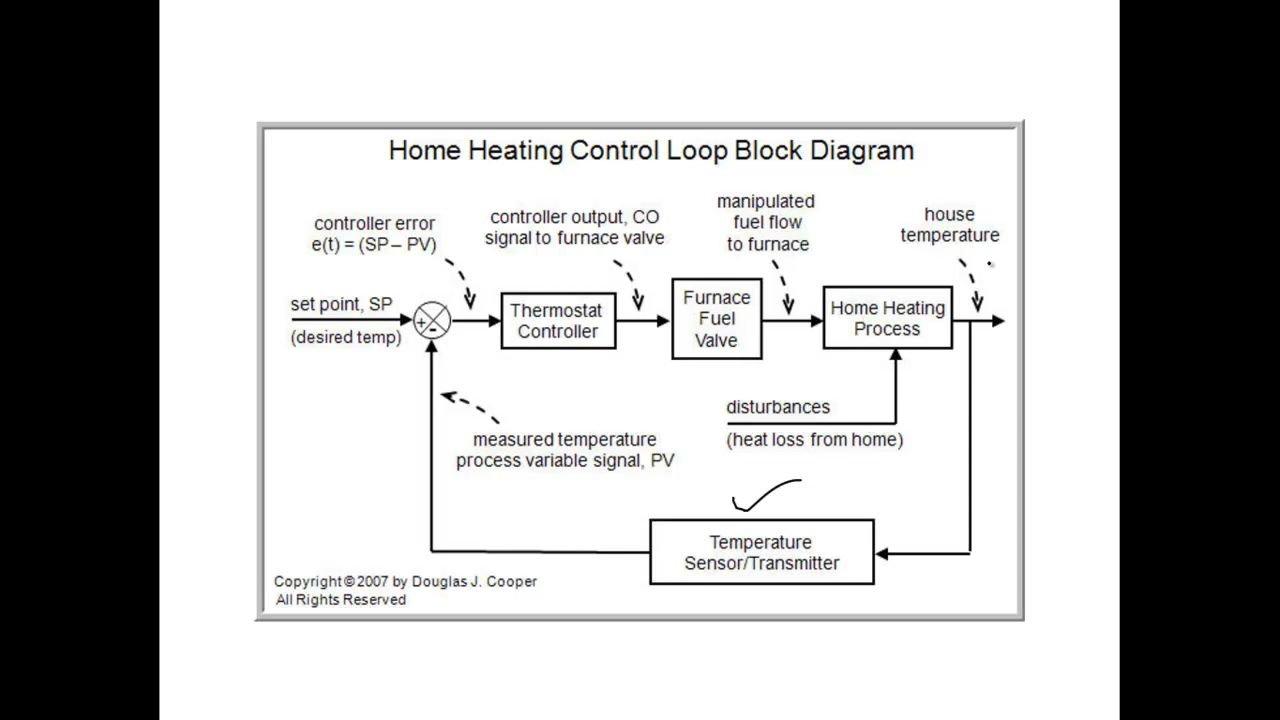 Home Heating Control Loop Block Diagram
controller error
e(t) = (SP – PV)
controller output, CO
signal to furnace valve
manipulated
fuel flow
to furnace
house
temperature
set point, SP
(desired temp)
+
-
Thermostat
Controller
Furnace
Fuel
Valve
Home Heating
Process
disturbances
(heat loss from home)
measured temperature
process variable signal, PV
Temperature
Sensor/Transmitter
Copyright © 2007 by Douglas J. Cooper
All Rights Reserved